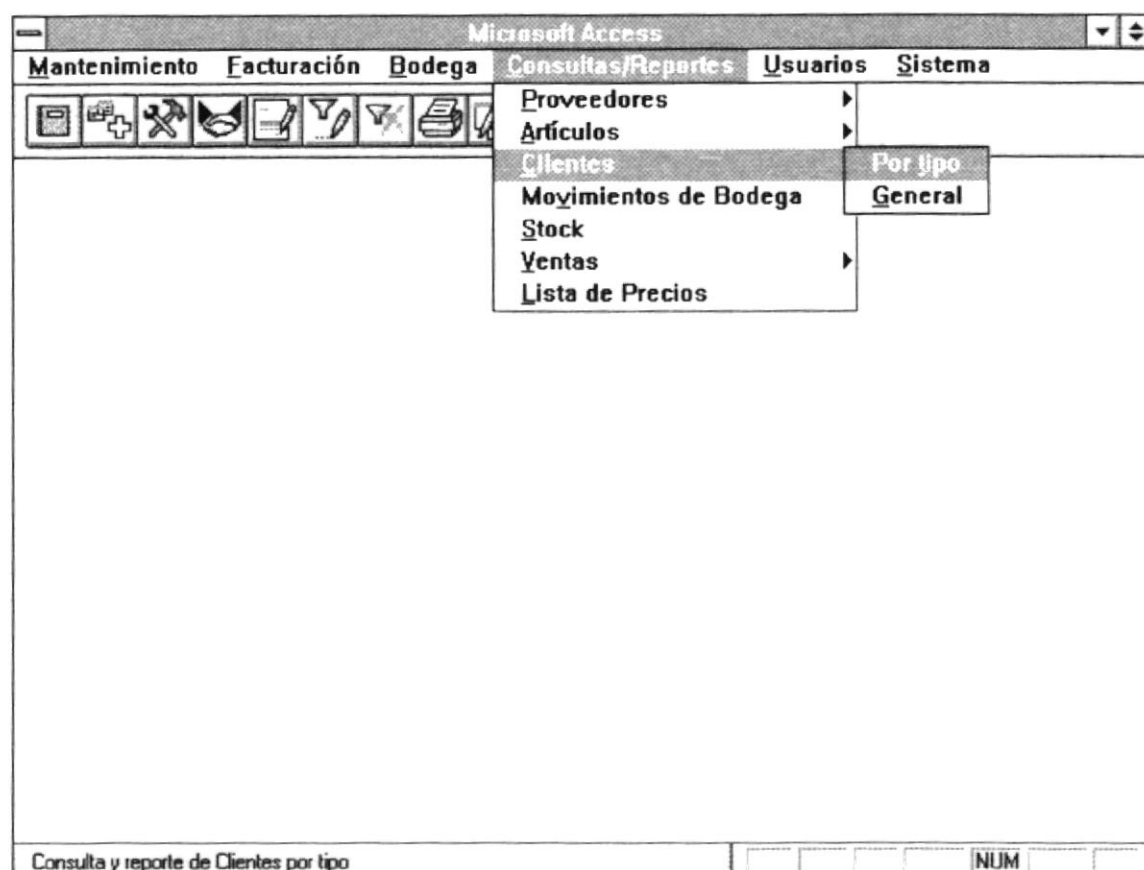 Microsoft Access
Mantenimiento Facturación Bodega Consultas/Reportes Usuarios Sistema
Proveedores
Artículos
Clientes Por tipo
Movimientos de Bodega General
Stock
Ventas
Lista de Precios
Consulta y reporte de Clientes por tipo NUM